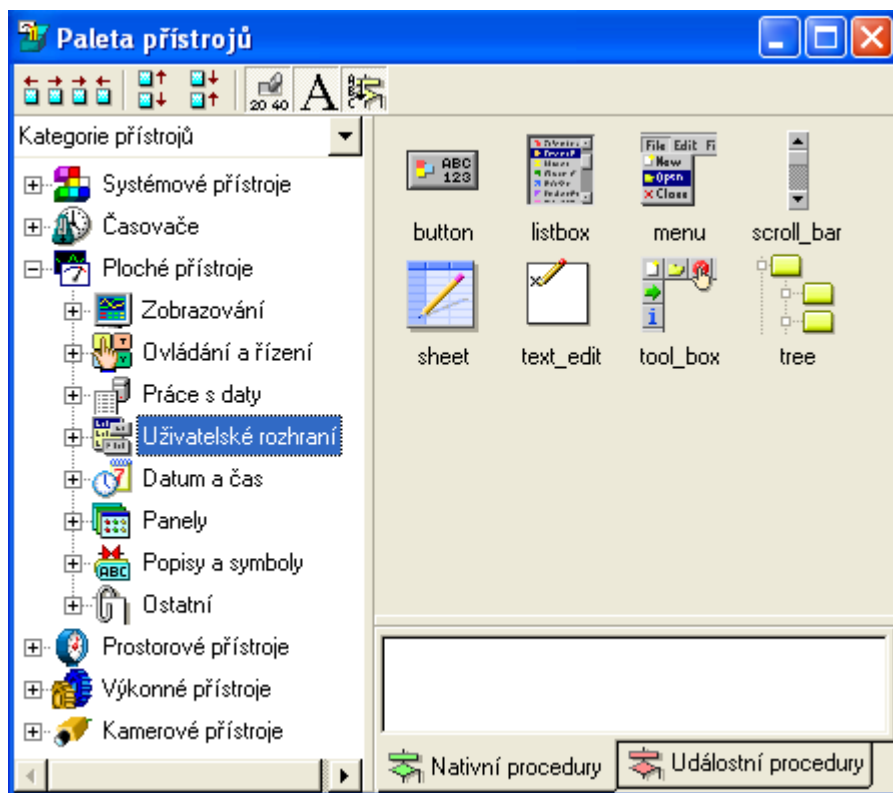 Paleta přístrojů
20 40 A
Kategorie přístrojů
Systémové přístroje
Časovače
Ploché přístroje
Zobrazování
Ovládání a řízení
Práce s daty
Uživatelské rozhraní
Datum a čas
Panely
ABC
Popisy a symboly
Ostatní
Prostorové přístroje
Výkonné přístroje
Kamerové přístroje
ABC
123
File Edit Fi
New
Open
Close
button listbox menu scroll_bar
sheet text_edit tool_box tree
Nativní procedury Událostní procedury